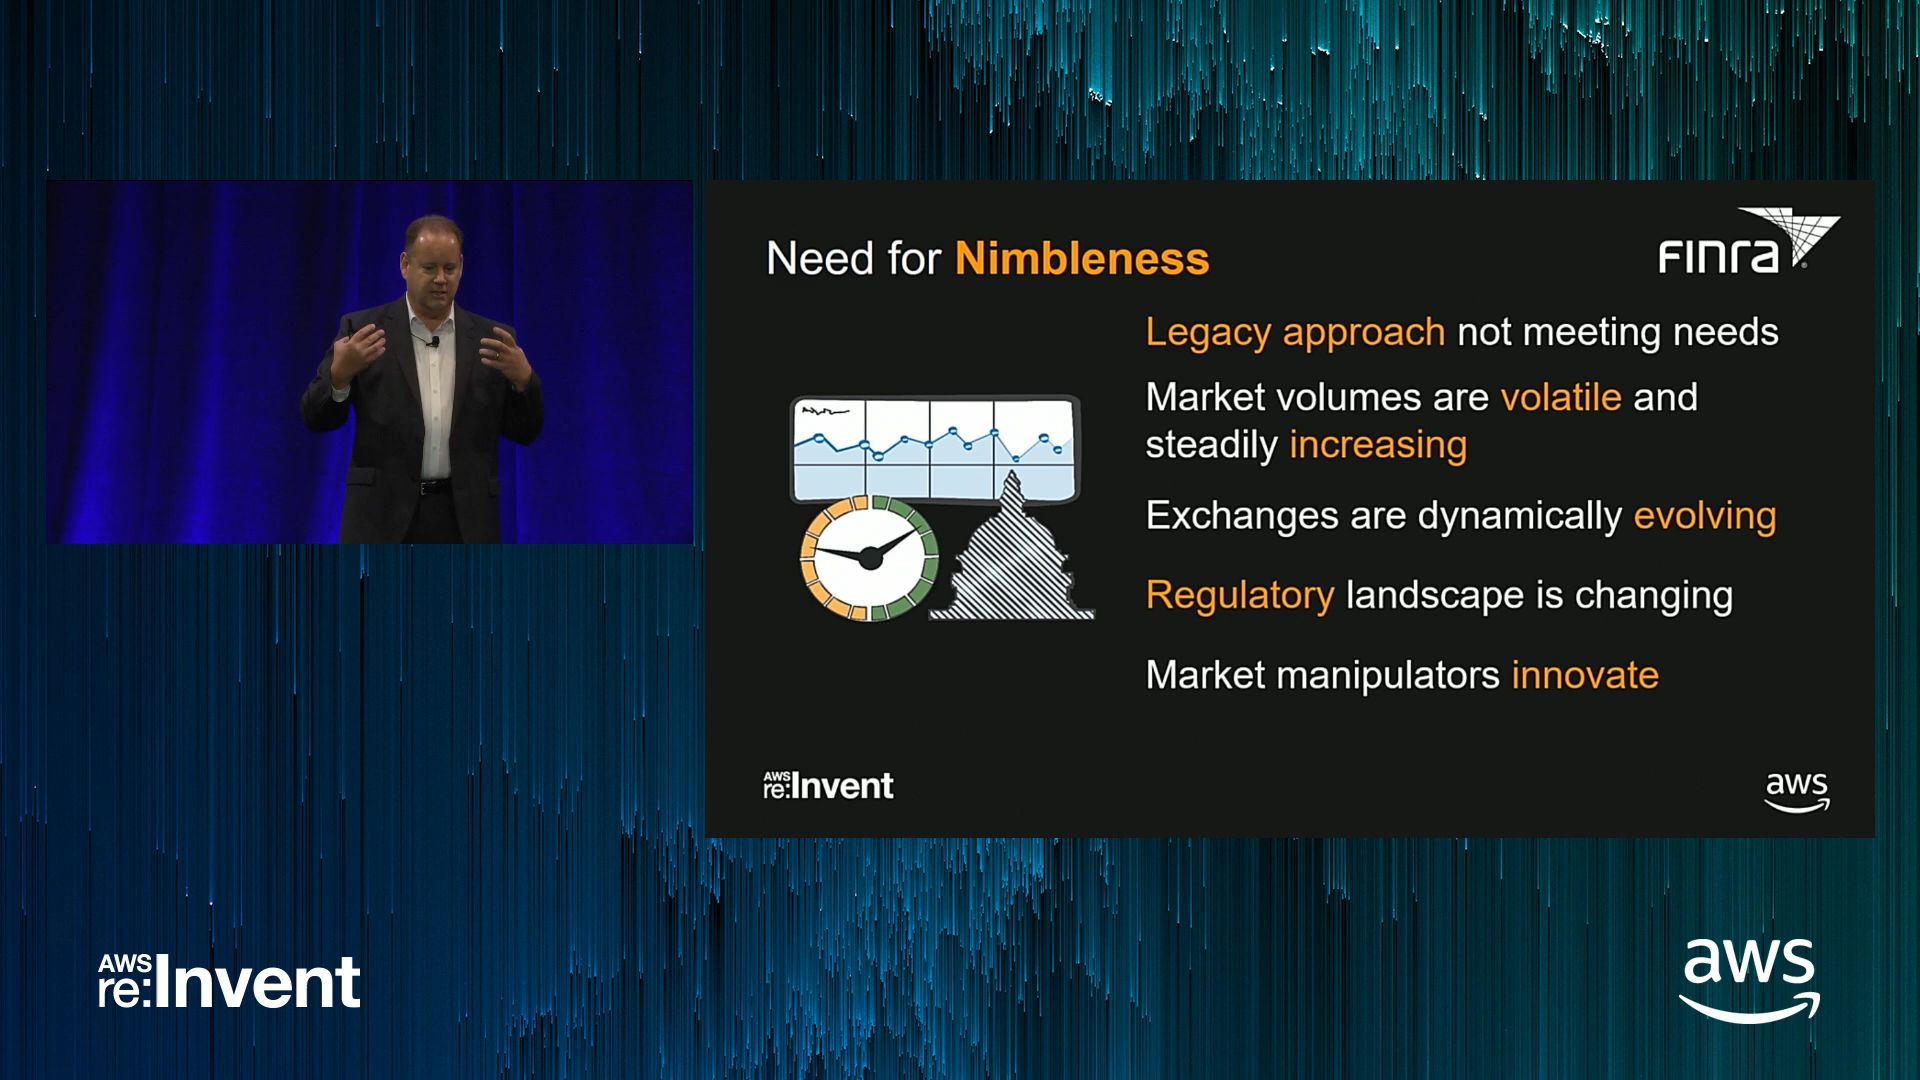 Need for Nimbleness
FINRA
Legacy approach not meeting needs
Market volumes are volatile and
steadily increasing
Exchanges are dynamically evolving
Regulatory landscape is changing
Market manipulators innovate
AWS
re:Invent
aws
AWS
re:Invent
aws